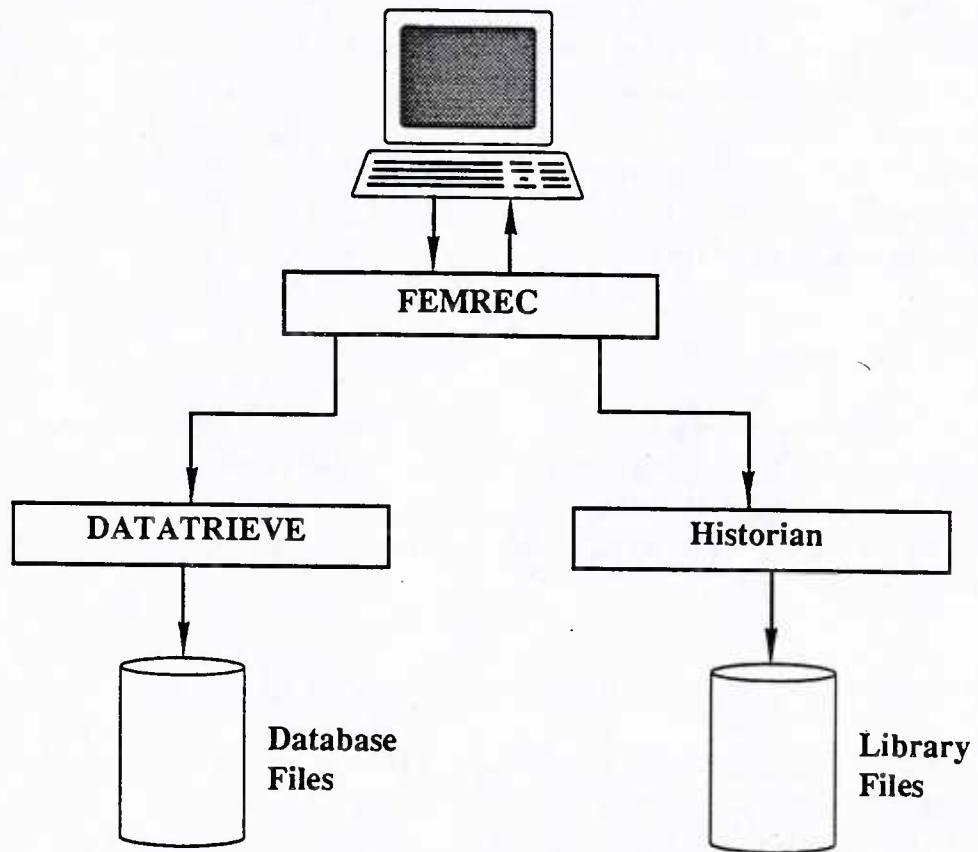 FEMREC
DATATRIEVE
Historian
Database
Files
Library
Files